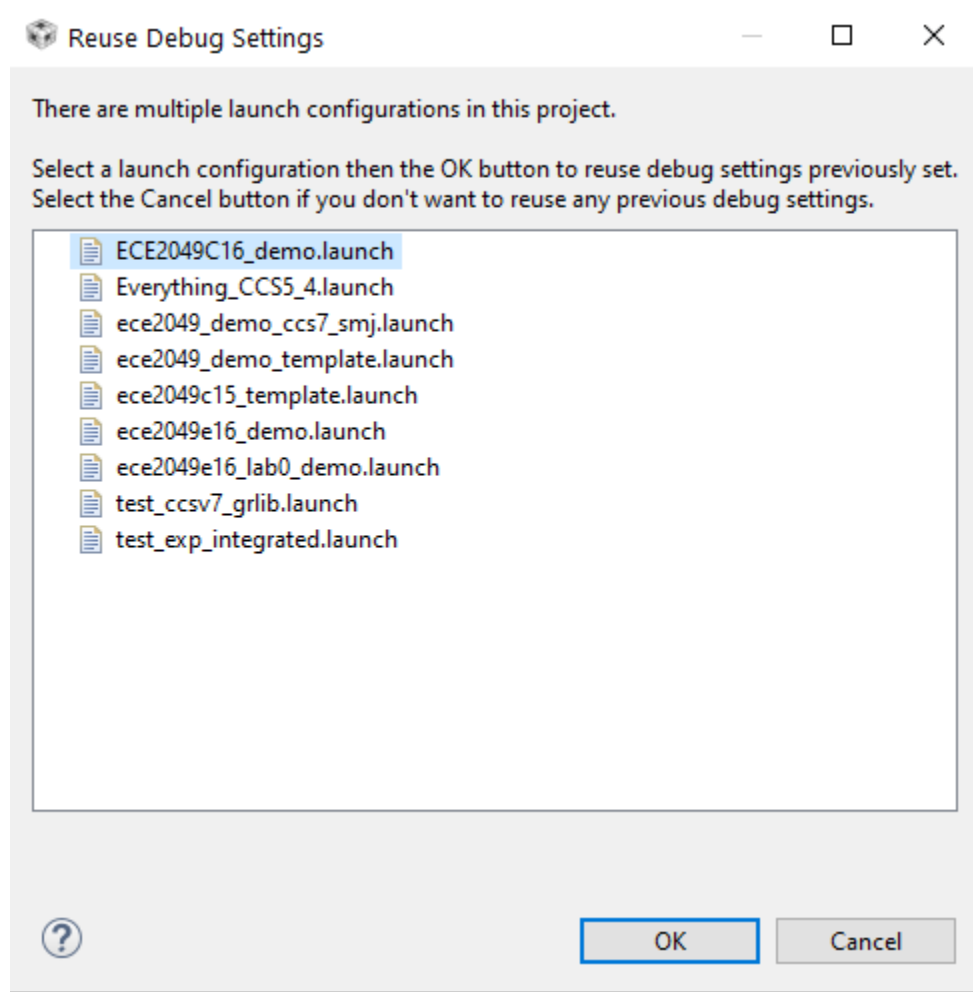 Reuse Debug Settings
There are multiple launch configurations in this project.
Select a launch configuration then the OK button to reuse debug settings previously set.
Select the Cancel button if you don't want to reuse any previous debug settings.
ECE2049C16_demo.launch
Everything_CCS5_4.launch
ece2049_demo_ccs7_smj.launch
ece2049_demo_template.launch
ece2049c15_template.launch
ece2049e16_demo.launch
ece2049e16_lab0_demo.launch
test_ccsv7_grlib.launch
test_exp_integrated.launch
?
OK
Cancel